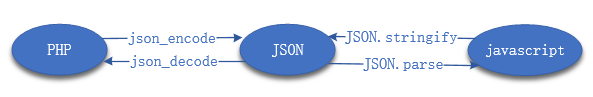 PHP
json_encode
json_decode
JSON
JSON.stringify
JSON.parse
javascript